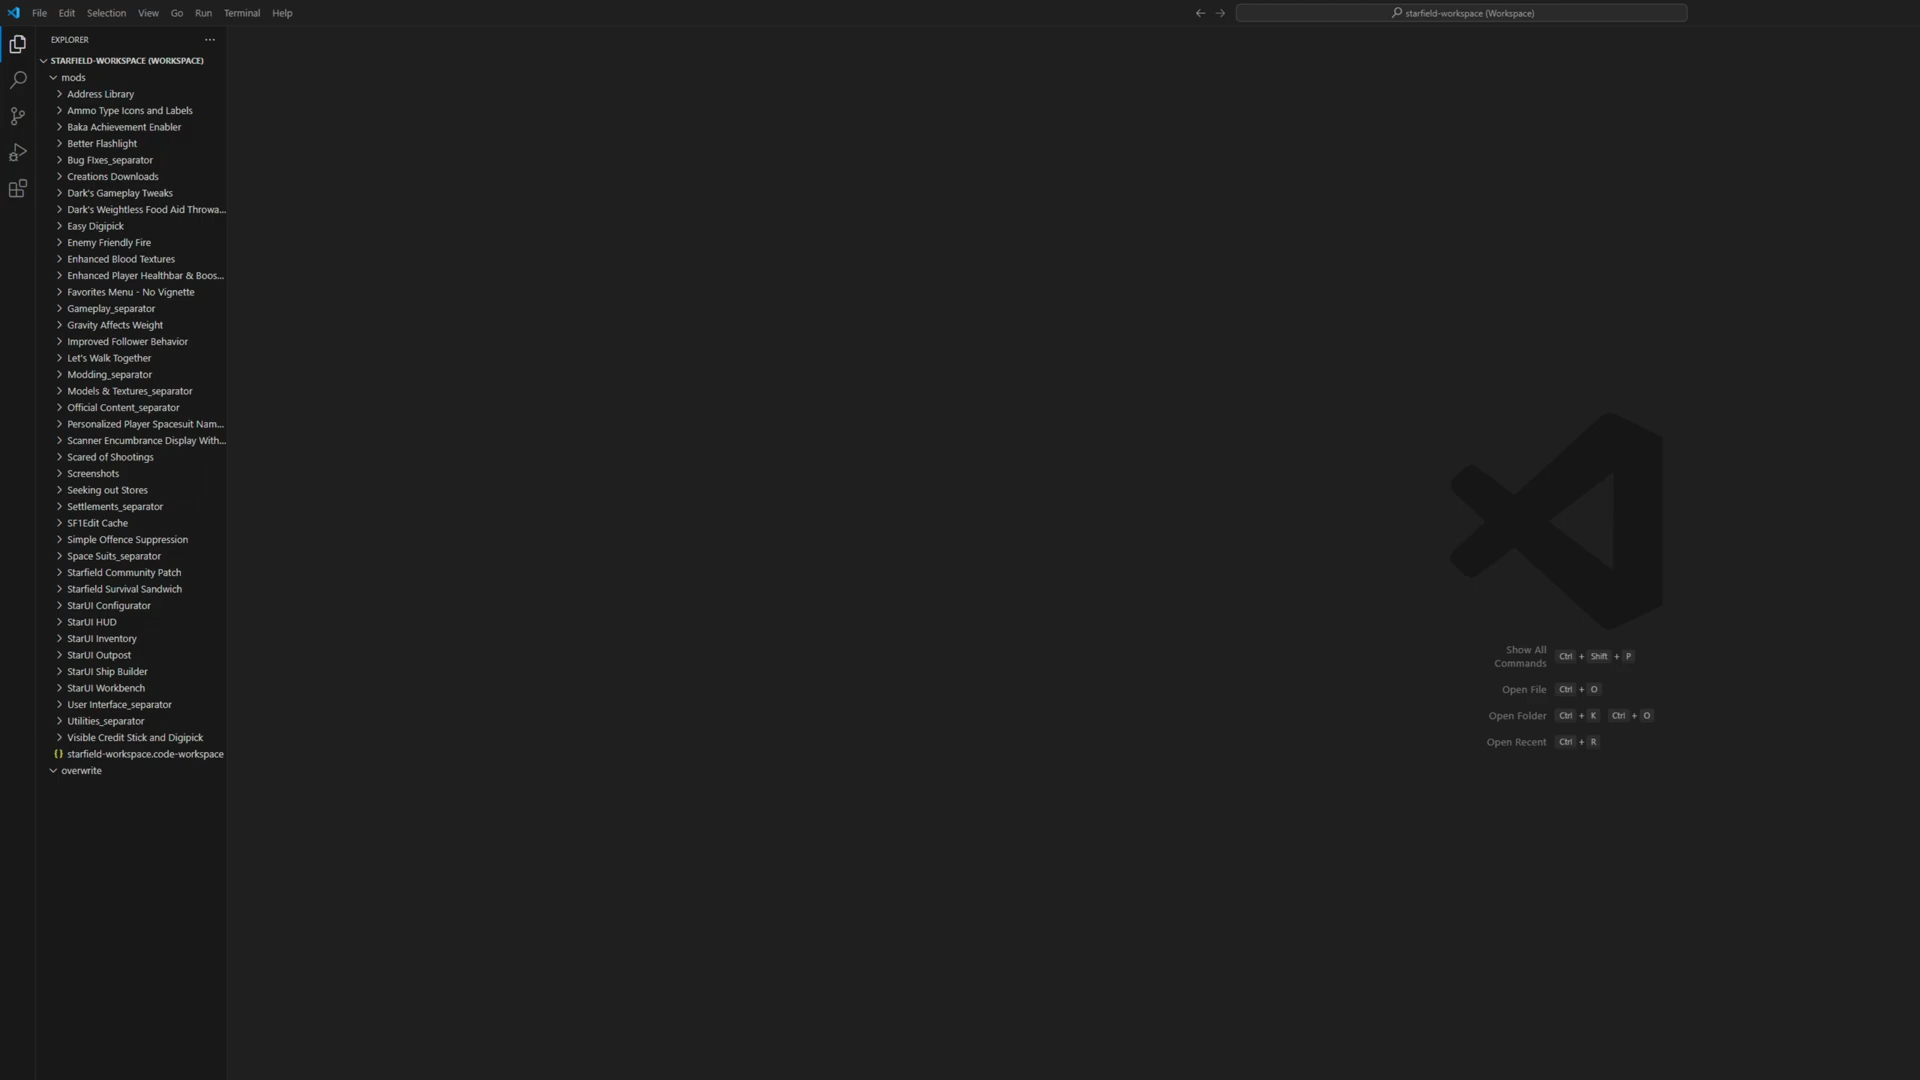 File Edit Selection View Go Run Terminal Help
starfield-workspace (Workspace)
EXPLORER
STARFIELD-WORKSPACE (WORKSPACE)
mods
Address Library
Ammo Type Icons and Labels
Baka Achievement Enabler
Better Flashlight
Bug FIxes_separator
Creations Downloads
Dark's Gameplay Tweaks
Dark's Weightless Food Aid Throwa...
Easy Digipick
Enemy Friendly Fire
Enhanced Blood Textures
Enhanced Player Healthbar & Boos...
Favorites Menu - No Vignette
Gameplay_separator
Gravity Affects Weight
Improved Follower Behavior
Let's Walk Together
Modding_separator
Models & Textures_separator
Official Content_separator
Personalized Player Spacesuit Nam...
Scanner Encumbrance Display With...
Scared of Shootings
Screenshots
Seeking out Stores
Settlements_separator
SF1Edit Cache
Simple Offence Suppression
Space Suits_separator
Starfield Community Patch
Starfield Survival Sandwich
StarUI Configurator
StarUI HUD
StarUI Inventory
StarUI Outpost
StarUI Ship Builder
StarUI Workbench
User Interface_separator
Utilities_separator
Visible Credit Stick and Digipick
{} starfield-workspace.code-workspace
overwrite
Show All
Commands Ctrl + Shift + P
Open File Ctrl + O
Open Folder Ctrl + K Ctrl + O
Open Recent Ctrl + R